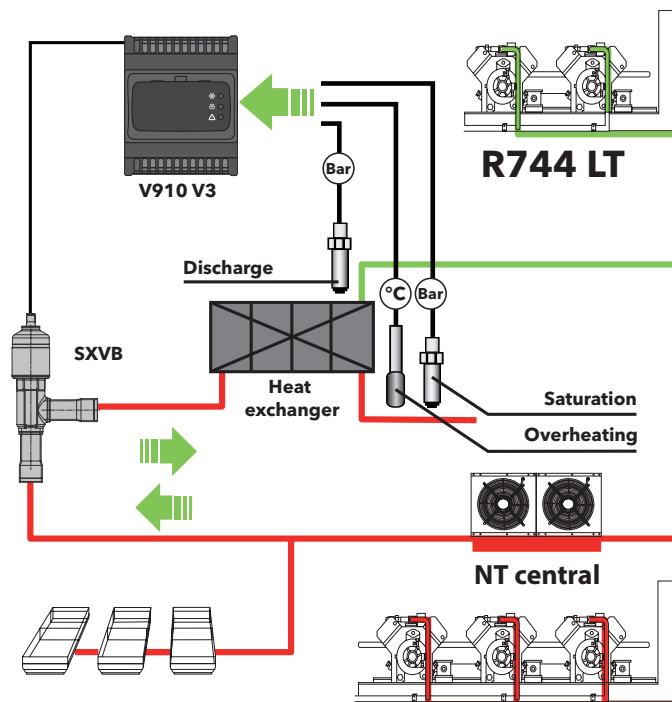 V910 V3
R744 LT
Bar
Discharge
°C
Bar
SXVB
Heat
exchanger
Saturation
Overheating
NT central